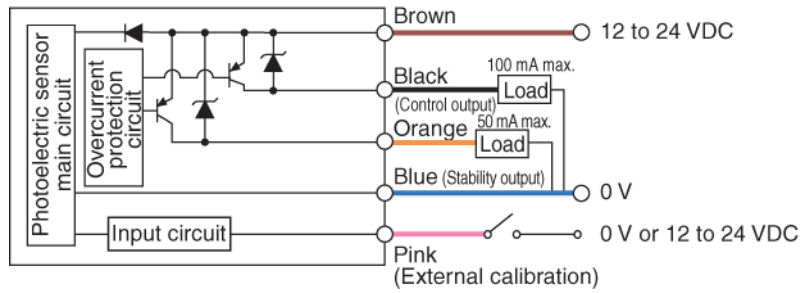 Photoelectric sensor
main circuit
Overcurrent
protection
circuit
Brown
12 to 24 VDC
100 mA max.
Black
Load
(Control output)
50 mA max.
Orange
Load
Blue (Stability output)
0 V
Input circuit
0 V or 12 to 24 VDC
Pink
(External calibration)